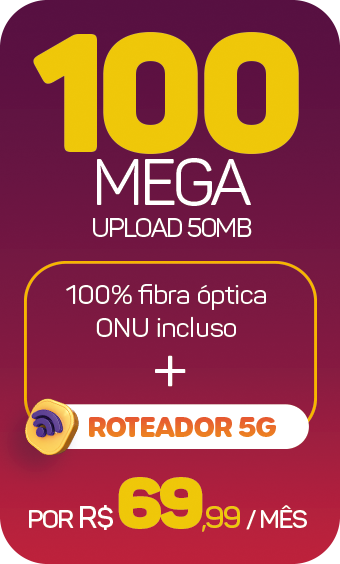 100
MEGA
UPLOAD 50MB
100% fibra óptica
ONU incluso
+
ROTEADOR 5G
POR R$ 69,99 / MÊS